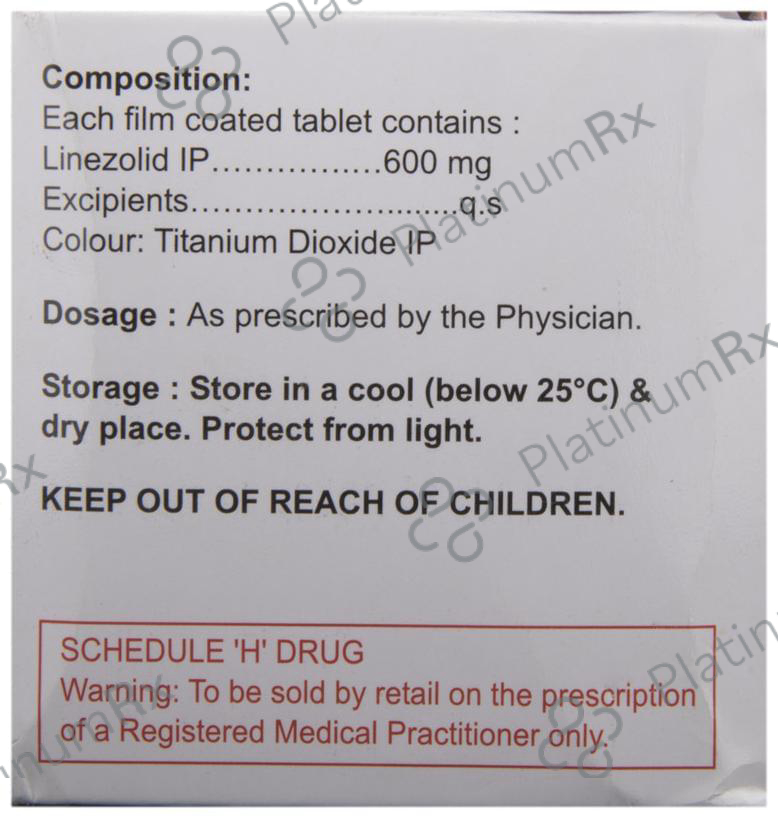 Composition:
Each film coated tablet contains :
Linezolid IP................600 mg
Excipients.........................q.s
Colour: Titanium Dioxide IP
Dosage : As prescribed by the Physician.
Storage : Store in a cool (below 25°C) &
dry place. Protect from light.
KEEP OUT OF REACH OF CHILDREN.
SCHEDULE 'H' DRUG
Warning: To be sold by retail on the prescription
of a Registered Medical Practitioner only.
PlatinumRx
PlatinumRx